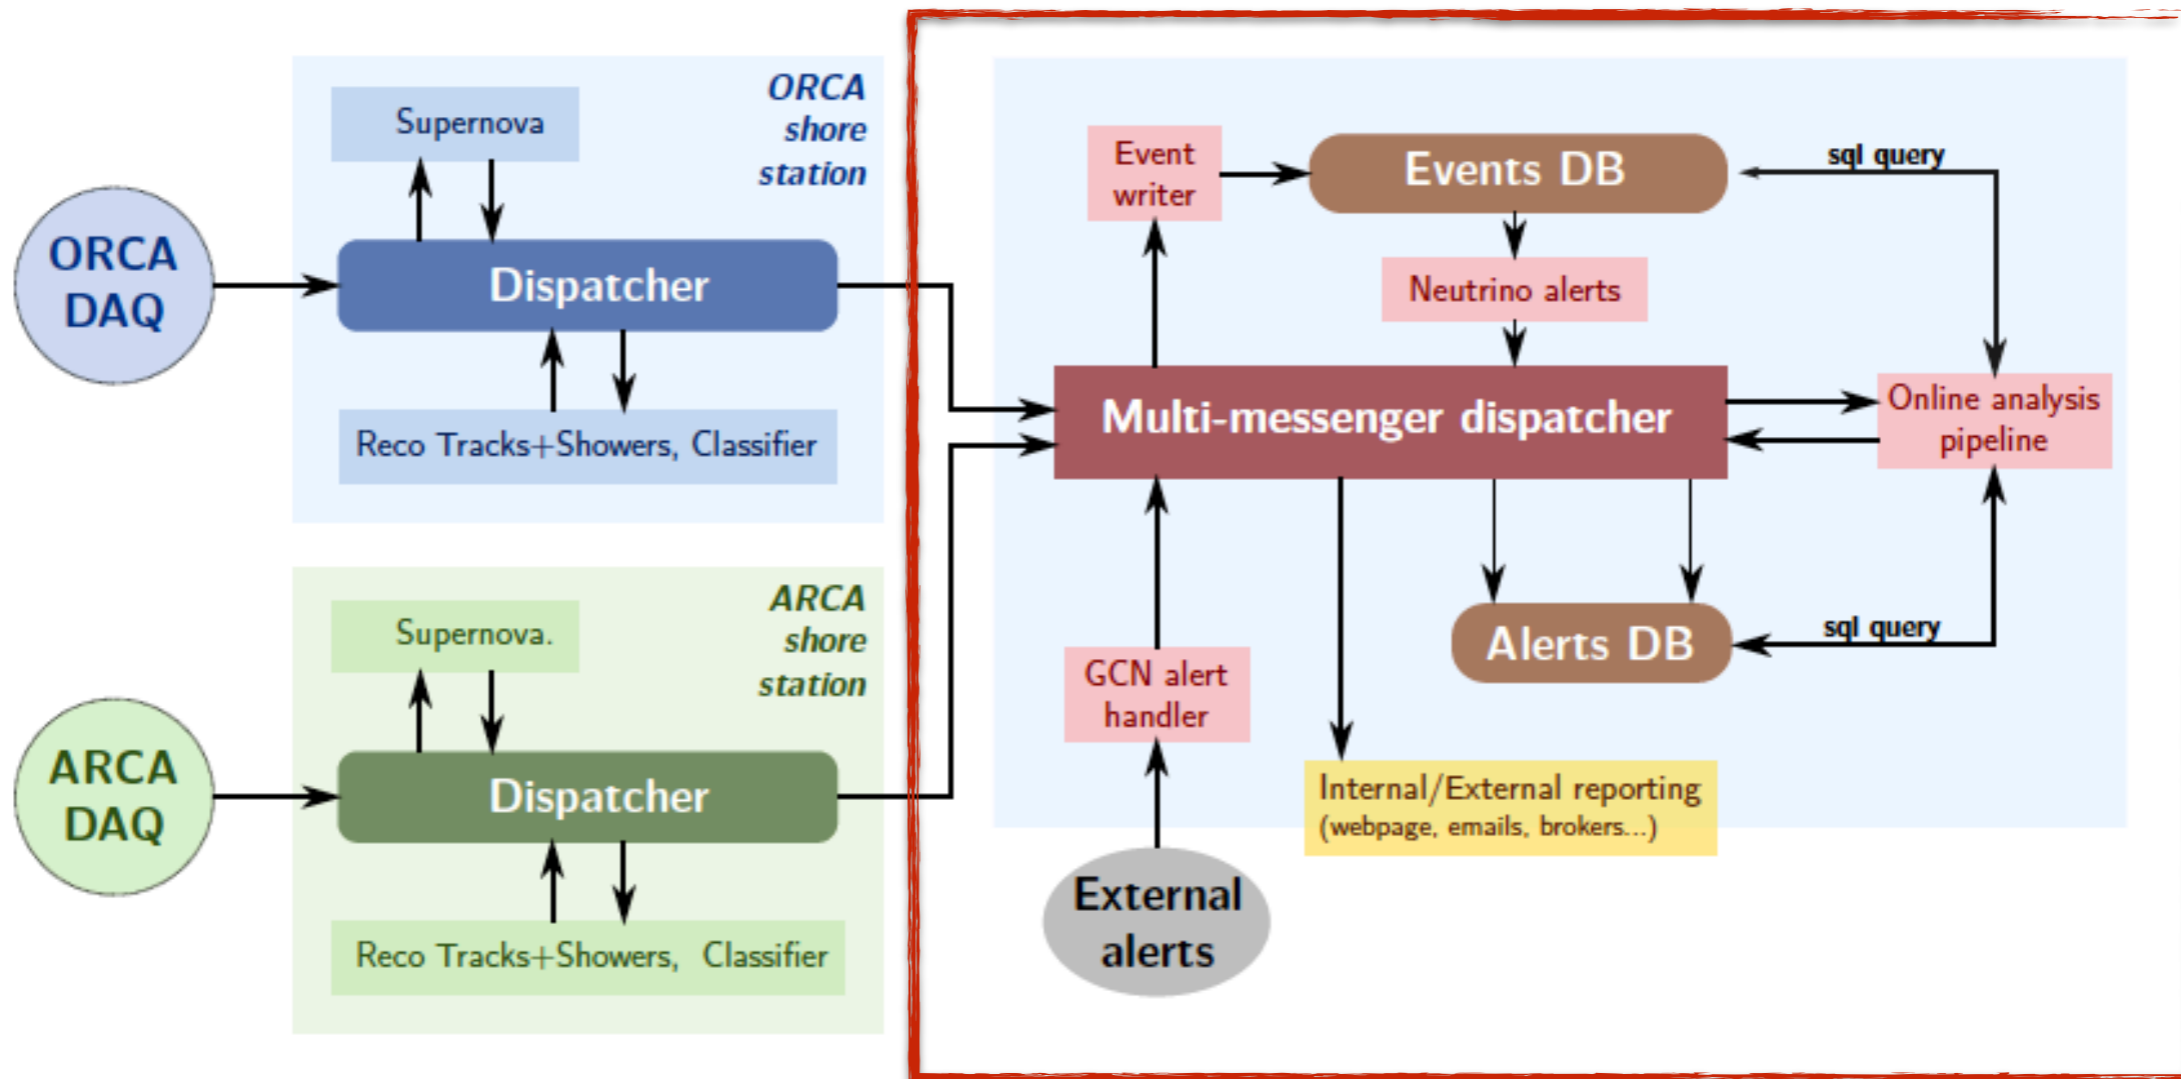 ORCA
DAQ
Supernova
ORCA
shore
station
Dispatcher
Reco Tracks+Showers, Classifier
ARCA
DAQ
Supernova.
ARCA
shore
station
Dispatcher
Reco Tracks+Showers, Classifier
Event
writer
Events DB
sql query
Neutrino alerts
Multi-messenger dispatcher
Online analysis
pipeline
Alerts DB
sql query
GCN alert
handler
Internal/External reporting
(webpage, emails, brokers...)
External
alerts